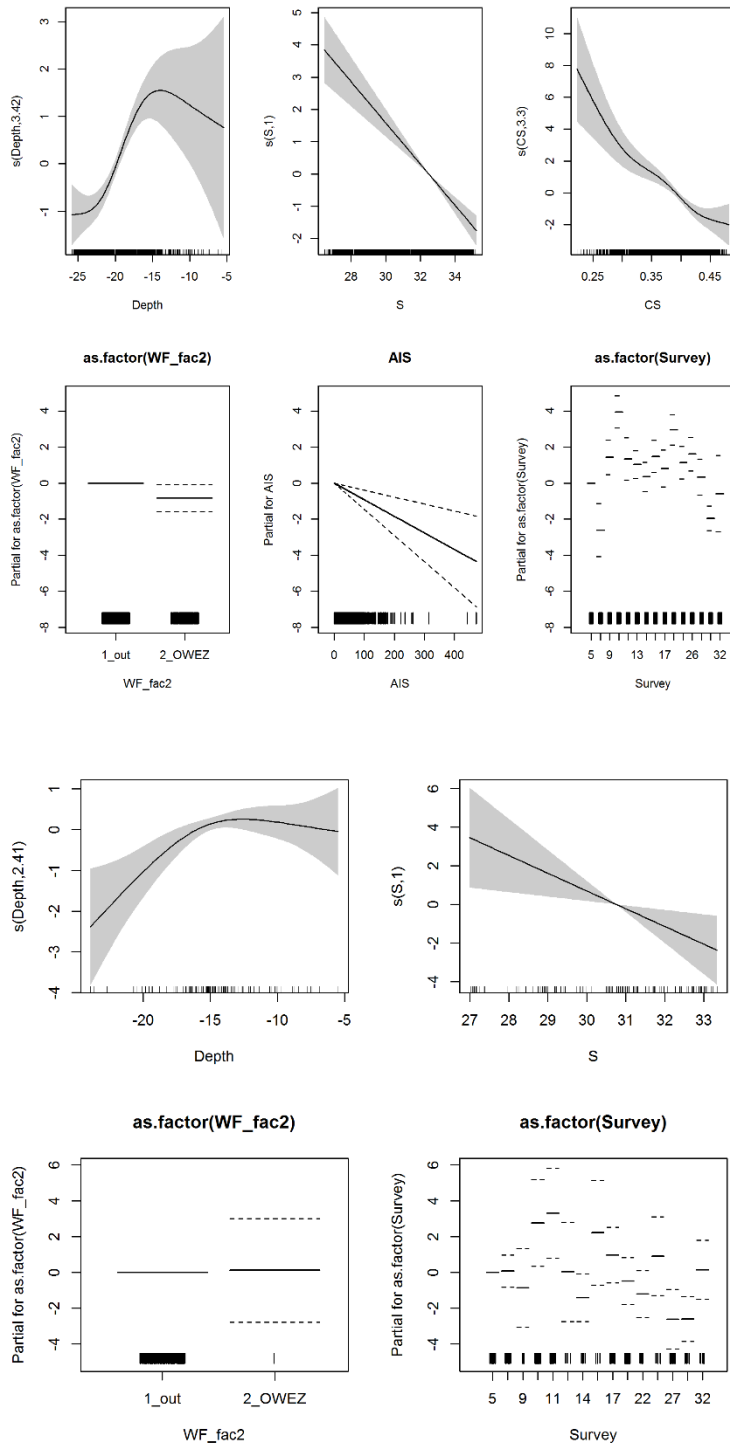 s(Depth,3.42)
3
2
1
0
-1
-25 -20 -15 -10 -5
Depth
s(S,1)
5
4
3
2
1
0
-1
-2
28 30 32 34
S
s(CS,3.3)
10
8
6
4
2
0
-2
0.25 0.35 0.45
CS
as.factor(WF_fac2)
Partial for as.factor(WF_fac2)
4
2
0
-2
-4
-6
-8
1_out 2_OWEZ
WF_fac2
AIS
Partial for AIS
4
2
0
-2
-4
-6
-8
0 100 200 300 400
AIS
as.factor(Survey)
Partial for as.factor(Survey)
4
2
0
-2
-4
-6
-8
5 9 13 17 26 32
Survey
s(Depth,2.41)
1
0
-1
-2
-3
-4
-20 -15 -10 -5
Depth
s(S,1)
6
4
2
0
-2
-4
27 28 29 30 31 32 33
S
as.factor(WF_fac2)
Partial for as.factor(WF_fac2)
6
4
2
0
-2
-4
1_out 2_OWEZ
WF_fac2
as.factor(Survey)
Partial for as.factor(Survey)
6
4
2
0
-2
-4
5 9 11 14 17 22 27 32
Survey